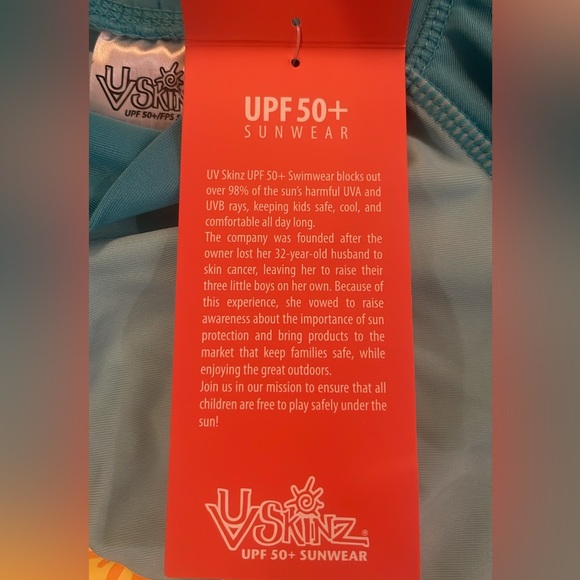 UV SKINZ
UPF 50+/FPS
UPF 50+
SUNWEAR
UV Skinz UPF 50+ Swimwear blocks out
over 98% of the sun's harmful UVA and
UVB rays, keeping kids safe, cool, and
comfortable all day long.
The company was founded after the
owner lost her 32-year-old husband to
skin cancer, leaving her to raise their
three little boys on her own. Because of
this experience, she vowed to raise
awareness about the importance of sun
protection and bring products to the
market that keep families safe, while
enjoying the great outdoors.
Join us in our mission to ensure that all
children are free to play safely under the
sun!
UV SKINZ®
UPF 50+ SUNWEAR